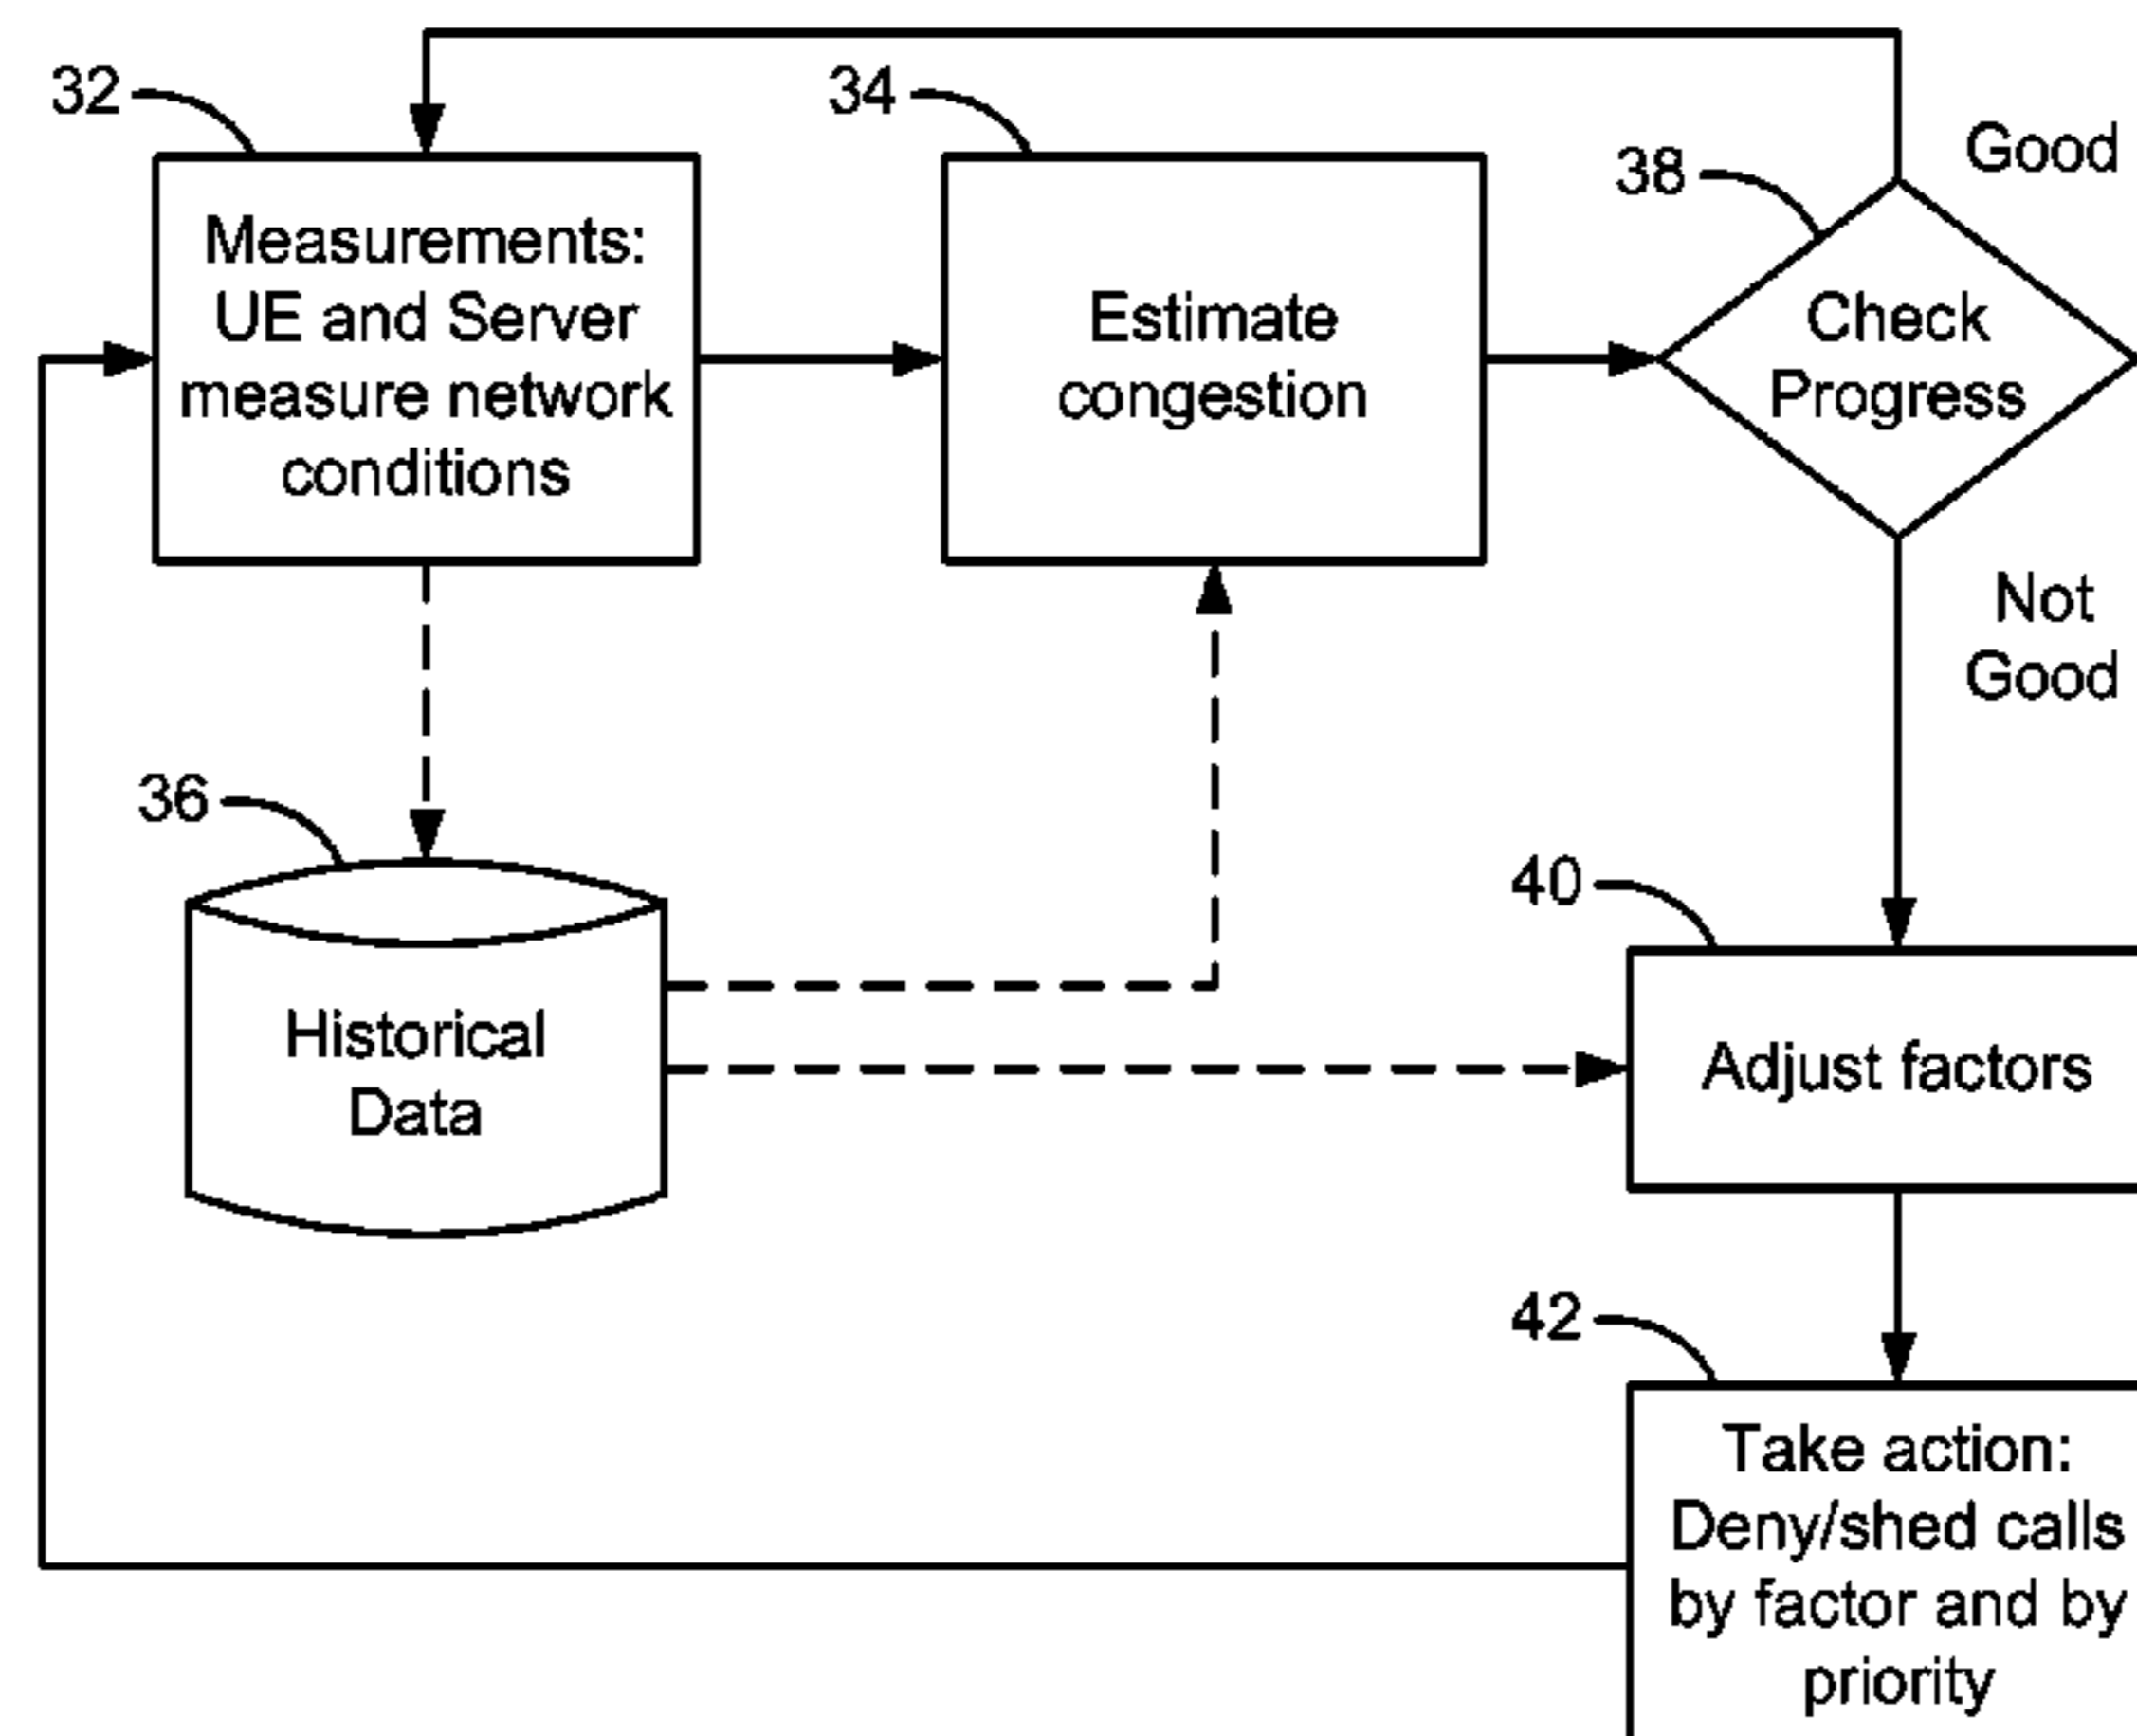 32
Measurements:
UE and Server
measure network
conditions
34
Estimate
congestion
38
Check
Progress
Good
Not
Good
36
Historical
Data
40
Adjust factors
42
Take action:
Deny/shed calls
by factor and by
priority